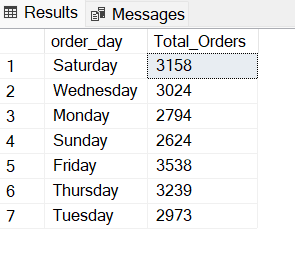 Results Messages
order_day Total_Orders
1 Saturday 3158
2 Wednesday 3024
3 Monday 2794
4 Sunday 2624
5 Friday 3538
6 Thursday 3239
7 Tuesday 2973